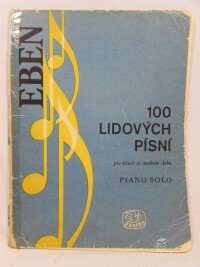 EBEN
100
LIDOVÝCH
PÍSNÍ
pro klavír ve snadném slohu
PIANO SOLO